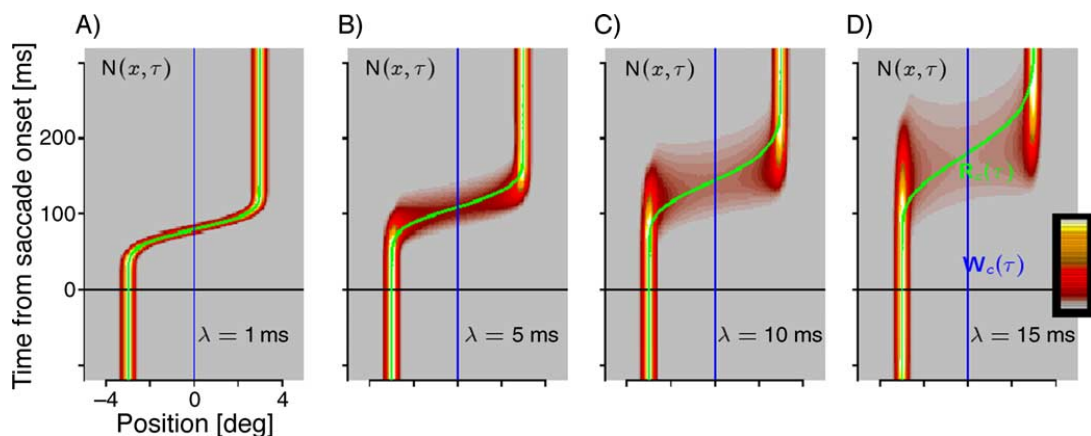 A)
B)
C)
D)
Time from saccade onset [ms]
200
100
0
N(x, τ)
λ = 1 ms
N(x, τ)
λ = 5 ms
N(x, τ)
λ = 10 ms
N(x, τ)
R_c(τ)
W_c(τ)
λ = 15 ms
−4
0
4
Position [deg]